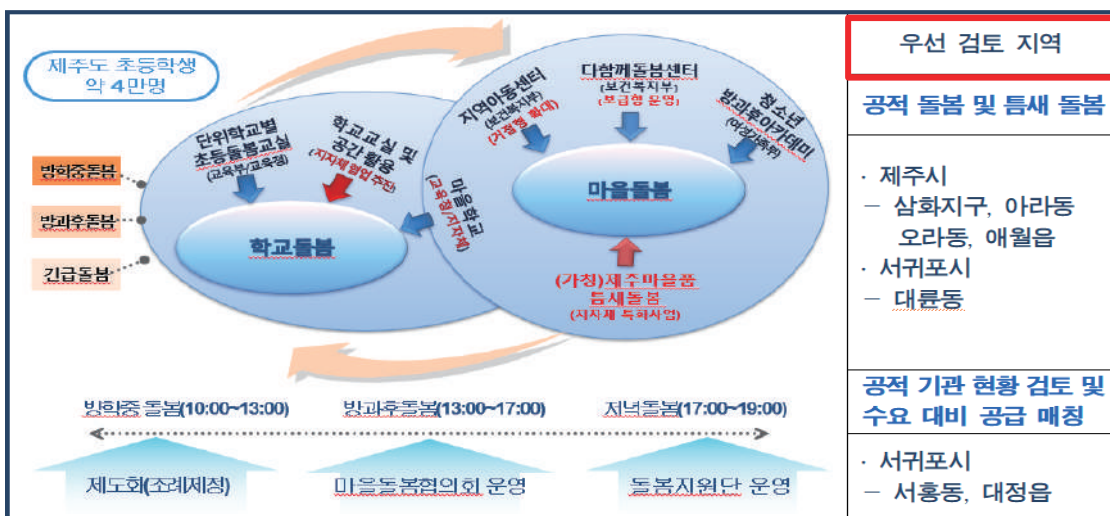 제주도 초등학생
약 4만명
방학중돌봄
방과후돌봄
긴급돌봄
단위학교별
초등돌봄교실
(교육부/교육청)
학교교실 및
공간 활용
(지자체 협업 추진)
학교돌봄
마을학교
(교육청/지자체)
지역아동센터
(보건복지부)
(거점형 확대)
다함께돌봄센터
(보건복지부)
(보급형 운영)
청소년
방과후아카데미
(여성가족부)
마을돌봄
(가칭)제주마을품
틈새돌봄
(지자체 특화사업)
방학중 돌봄(10:00~13:00)
방과후돌봄(13:00~17:00)
저녁돌봄(17:00~19:00)
제도화(조례제정)
마을돌봄협의회 운영
돌봄지원단 운영
우선 검토 지역
공적 돌봄 및 틈새 돌봄
· 제주시
– 삼화지구, 아라동
오라동, 애월읍
· 서귀포시
– 대륜동
공적 기관 현황 검토 및
수요 대비 공급 매칭
· 서귀포시
– 서홍동, 대정읍